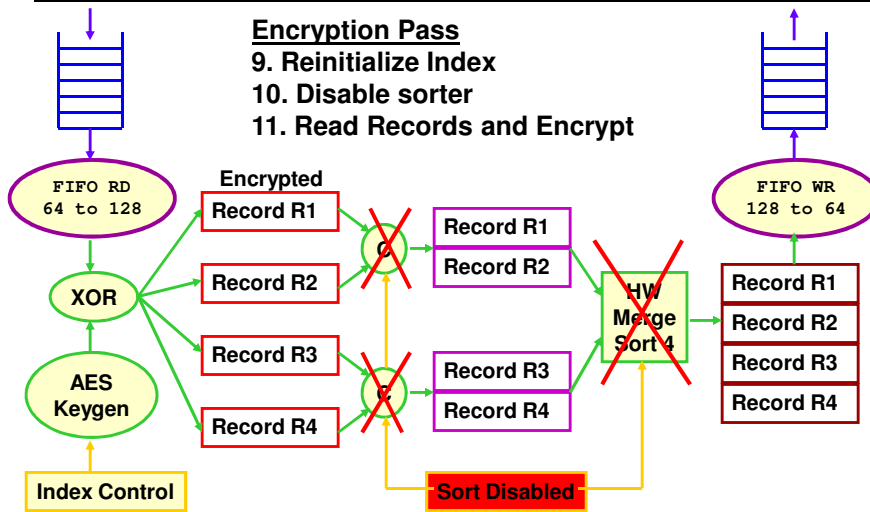 Encryption Pass
9. Reinitialize Index
10. Disable sorter
11. Read Records and Encrypt
FIFO RD
64 to 128
FIFO WR
128 to 64
Encrypted
Record R1
Record R2
Record R3
Record R4
XOR
AES
Keygen
Index Control
C
C
Record R1
Record R2
Record R3
Record R4
HW
Merge
Sort 4
Sort Disabled
Record R1
Record R2
Record R3
Record R4